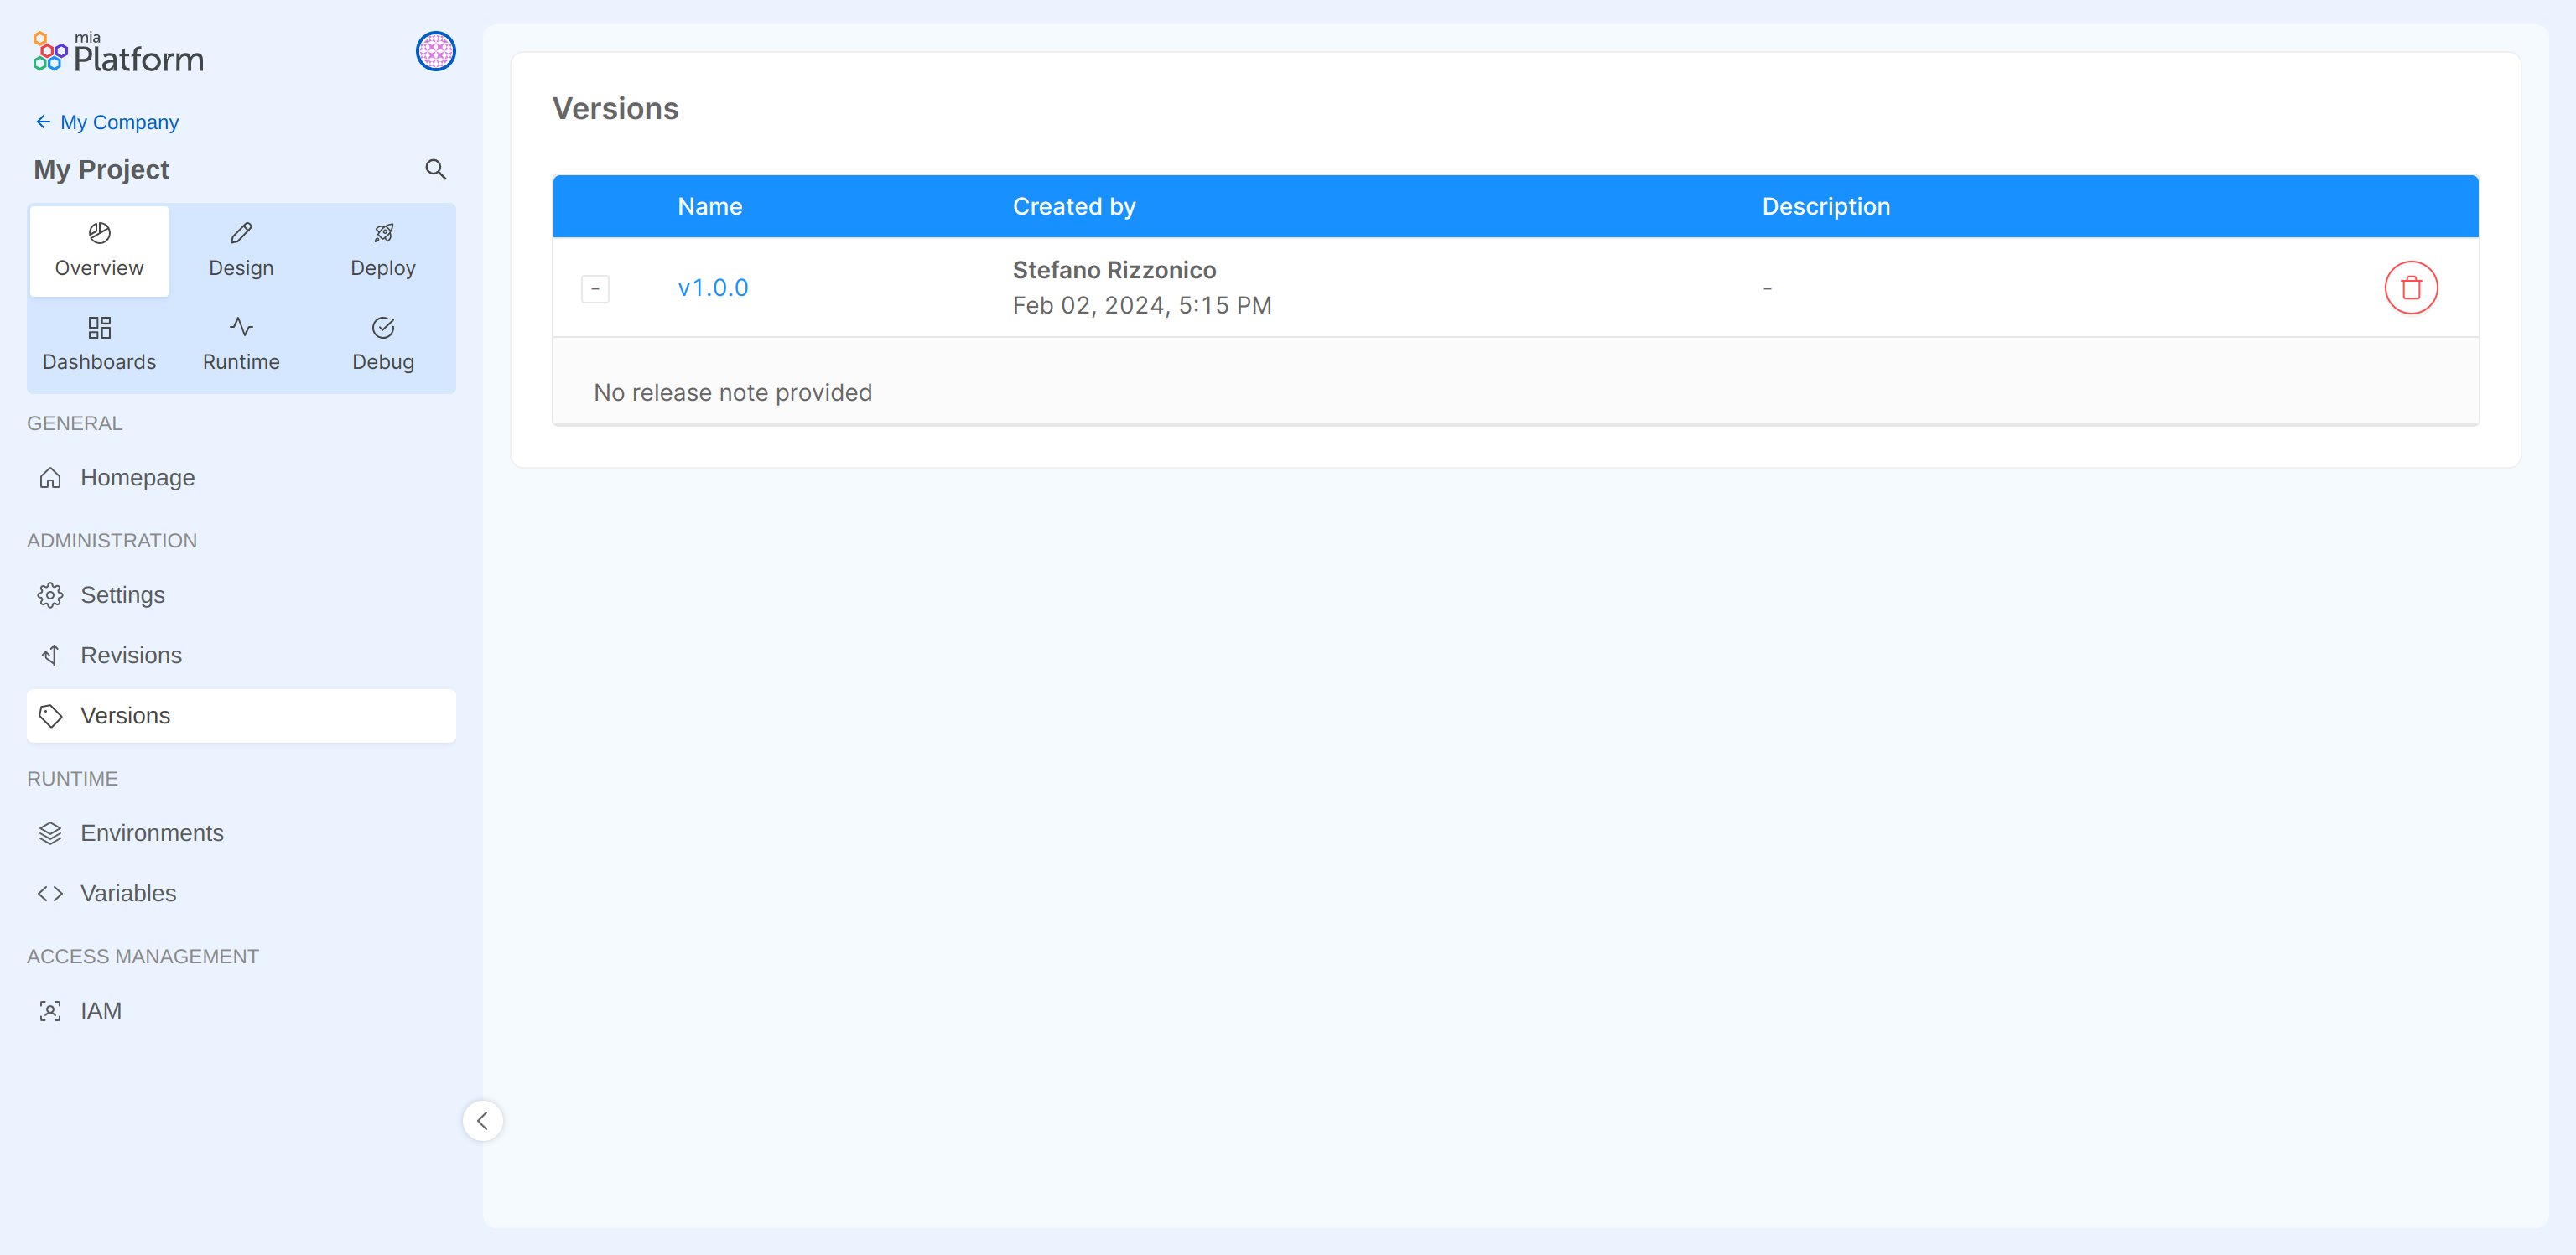 mia
Platform
My Company
My Project
Overview
Design
Deploy
Dashboards
Runtime
Debug
GENERAL
Homepage
ADMINISTRATION
Settings
Revisions
Versions
RUNTIME
Environments
Variables
ACCESS MANAGEMENT
IAM
Versions
Name
Created by
Description
-
v1.0.0
Stefano Rizzonico
Feb 02, 2024, 5:15 PM
-
No release note provided